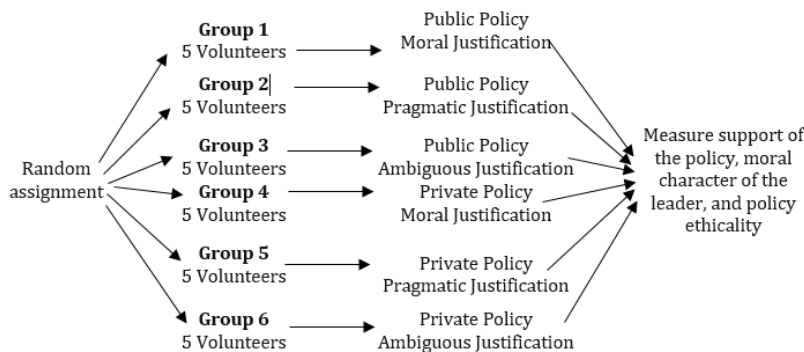 Random
assignment
Group 1
5 Volunteers
Public Policy
Moral Justification
Group 2
5 Volunteers
Public Policy
Pragmatic Justification
Group 3
5 Volunteers
Public Policy
Ambiguous Justification
Group 4
5 Volunteers
Private Policy
Moral Justification
Group 5
5 Volunteers
Private Policy
Pragmatic Justification
Group 6
5 Volunteers
Private Policy
Ambiguous Justification
Measure support of
the policy, moral
character of the
leader, and policy
ethicality